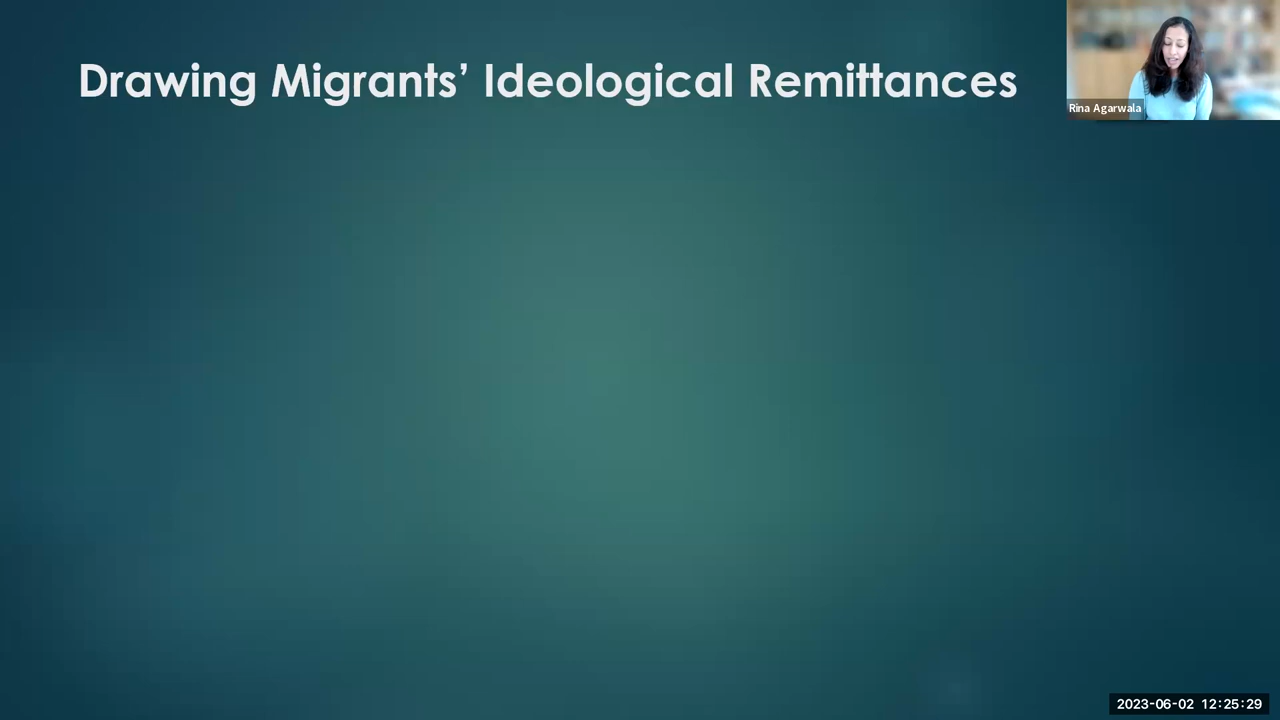 Drawing Migrants’ Ideological Remittances
Rina Agarwala
2023-06-02 12:25:29